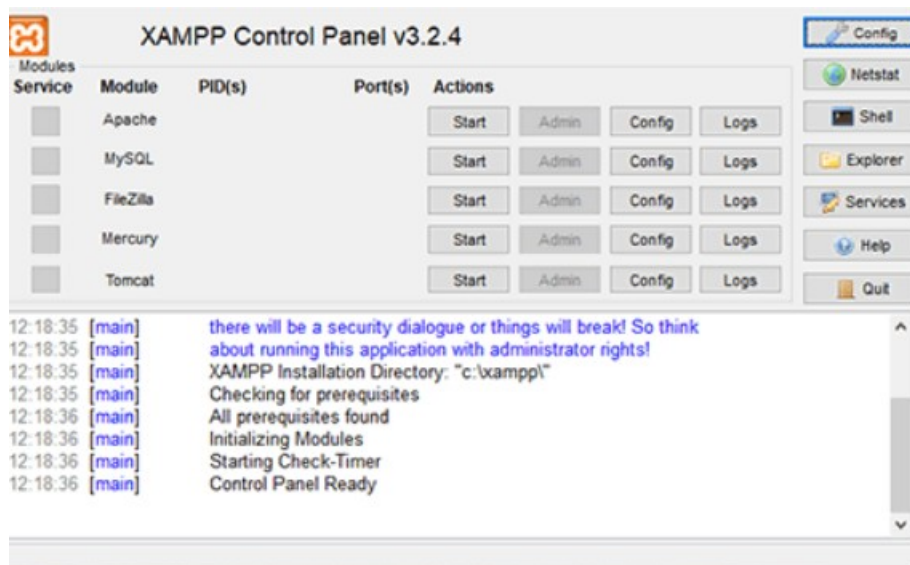 XAMPP Control Panel v3.2.4
Config
Modules
Netstat
Service Module PID(s) Port(s) Actions
Apache Start Admin Config Logs
Shell
MySQL Start Admin Config Logs
Explorer
FileZilla Start Admin Config Logs
Services
Mercury Start Admin Config Logs
Help
Tomcat Start Admin Config Logs
Quit
12:18:35 [main] there will be a security dialogue or things will break! So think
12:18:35 [main] about running this application with administrator rights!
12:18:35 [main] XAMPP Installation Directory: "c:\xampp\"
12:18:35 [main] Checking for prerequisites
12:18:36 [main] All prerequisites found
12:18:36 [main] Initializing Modules
12:18:36 [main] Starting Check-Timer
12:18:36 [main] Control Panel Ready